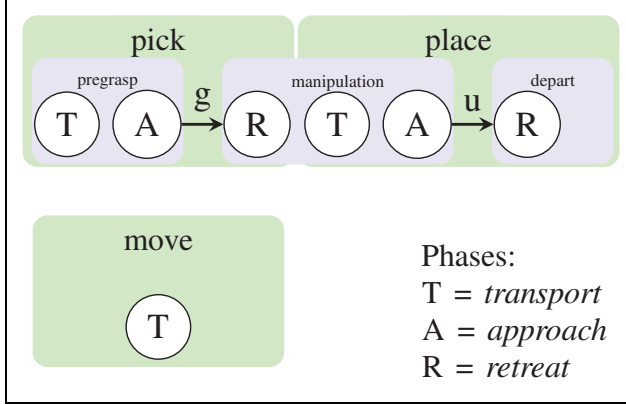 pick place
pregrasp manipulation depart
g u
T A R T A R
move
T
Phases:
T = transport
A = approach
R = retreat